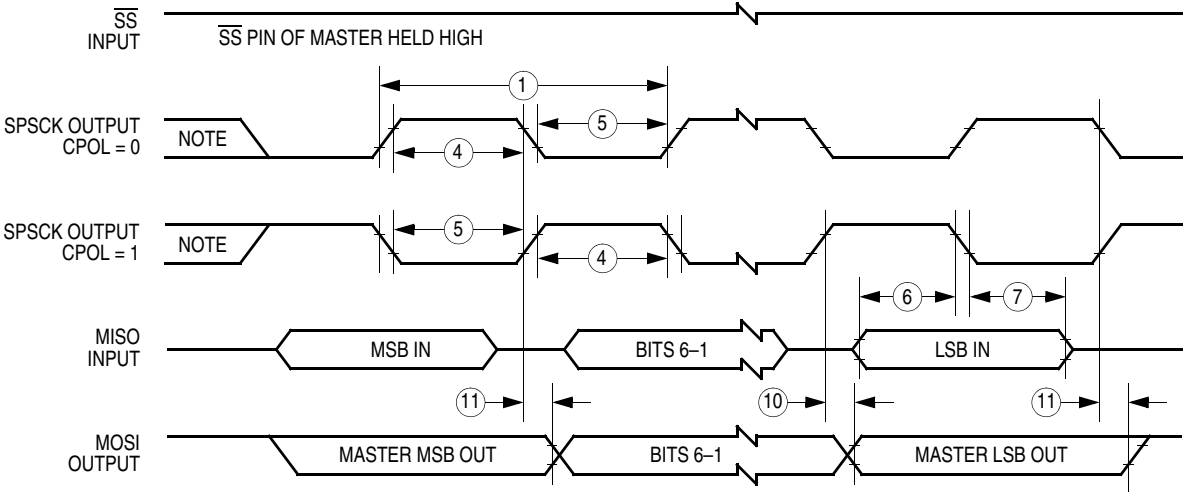 SS
INPUT
SS PIN OF MASTER HELD HIGH
1
SPSCK OUTPUT
CPOL = 0
NOTE
4
5
SPSCK OUTPUT
CPOL = 1
NOTE
5
4
6
7
MISO
INPUT
MSB IN
BITS 6–1
LSB IN
11
10
11
MOSI
OUTPUT
MASTER MSB OUT
BITS 6–1
MASTER LSB OUT